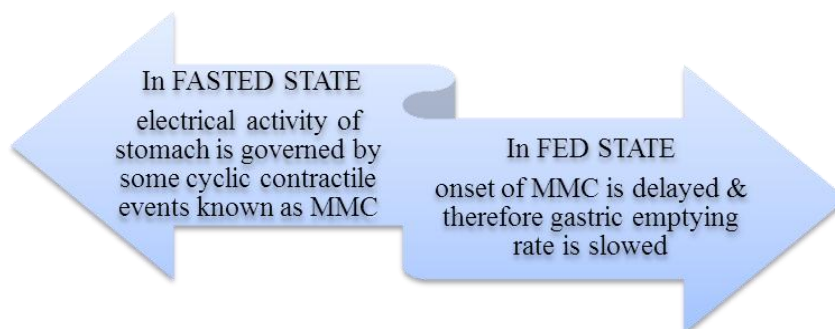 In FASTED STATE
electrical activity of
stomach is governed by
some cyclic contractile
events known as MMC
In FED STATE
onset of MMC is delayed &
therefore gastric emptying
rate is slowed